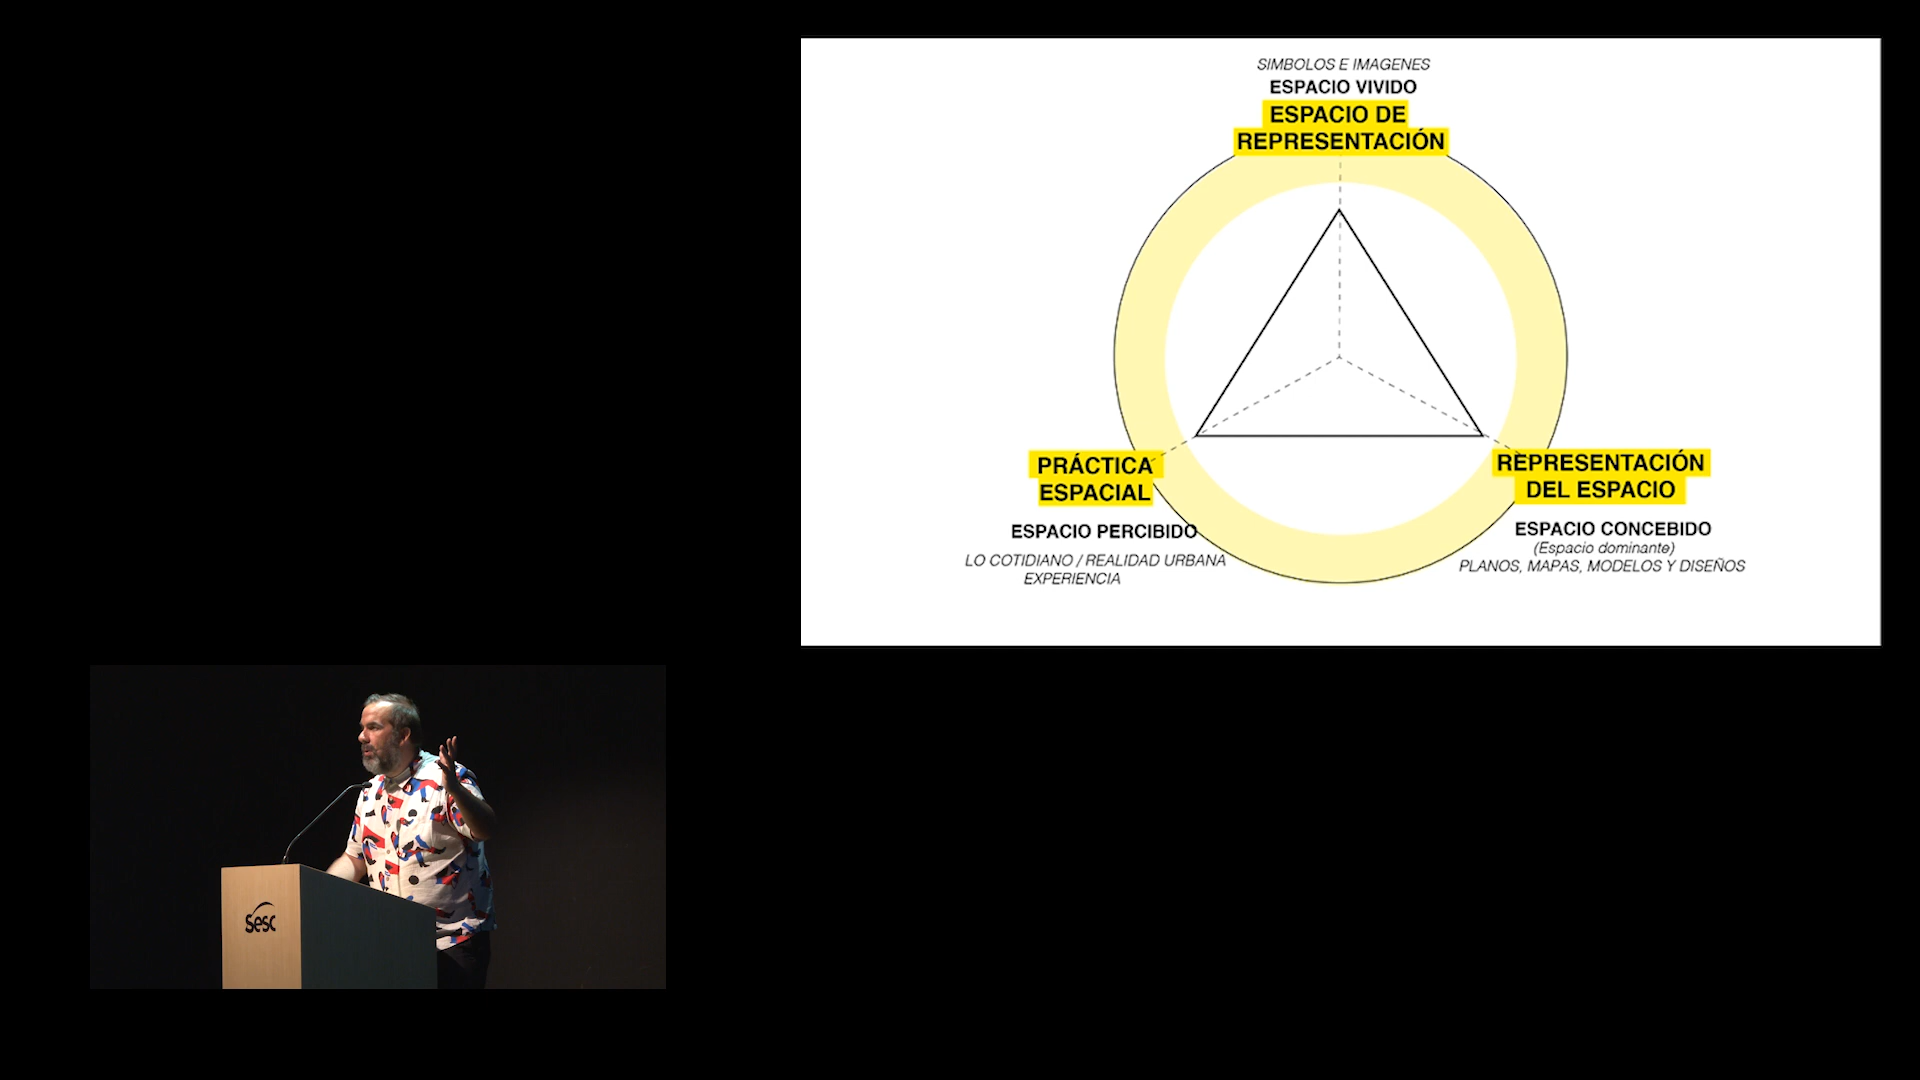 SIMBOLOS E IMAGENES
ESPACIO VIVIDO
ESPACIO DE
REPRESENTACIÓN
PRÁCTICA
ESPACIAL
ESPACIO PERCIBIDO
LO COTIDIANO / REALIDAD URBANA
EXPERIENCIA
REPRESENTACIÓN
DEL ESPACIO
ESPACIO CONCEBIDO
(Espacio dominante)
PLANOS, MAPAS, MODELOS Y DISEÑOS
Sesc